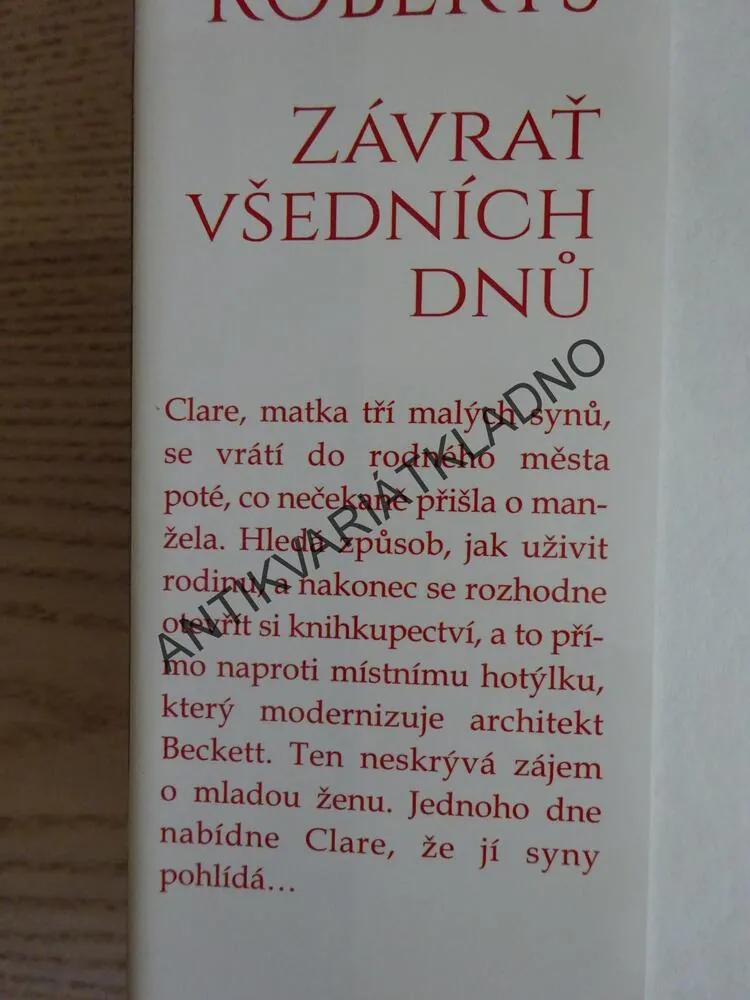 ROBERTS
ZÁVRAŤ
VŠEDNÍCH
DNŮ
Clare, matka tří malých synů,
se vrátí do rodného města
poté, co nečekaně přišla o man-
žela. Hledá způsob, jak uživit
rodinu, a nakonec se rozhodne
otevřít si knihkupectví, a to pří-
mo naproti místnímu hotýlku,
který modernizuje architekt
Beckett. Ten neskrývá zájem
o mladou ženu. Jednoho dne
nabídne Clare, že jí syny
pohlídá...
ANTIKVARIÁTKLADNO